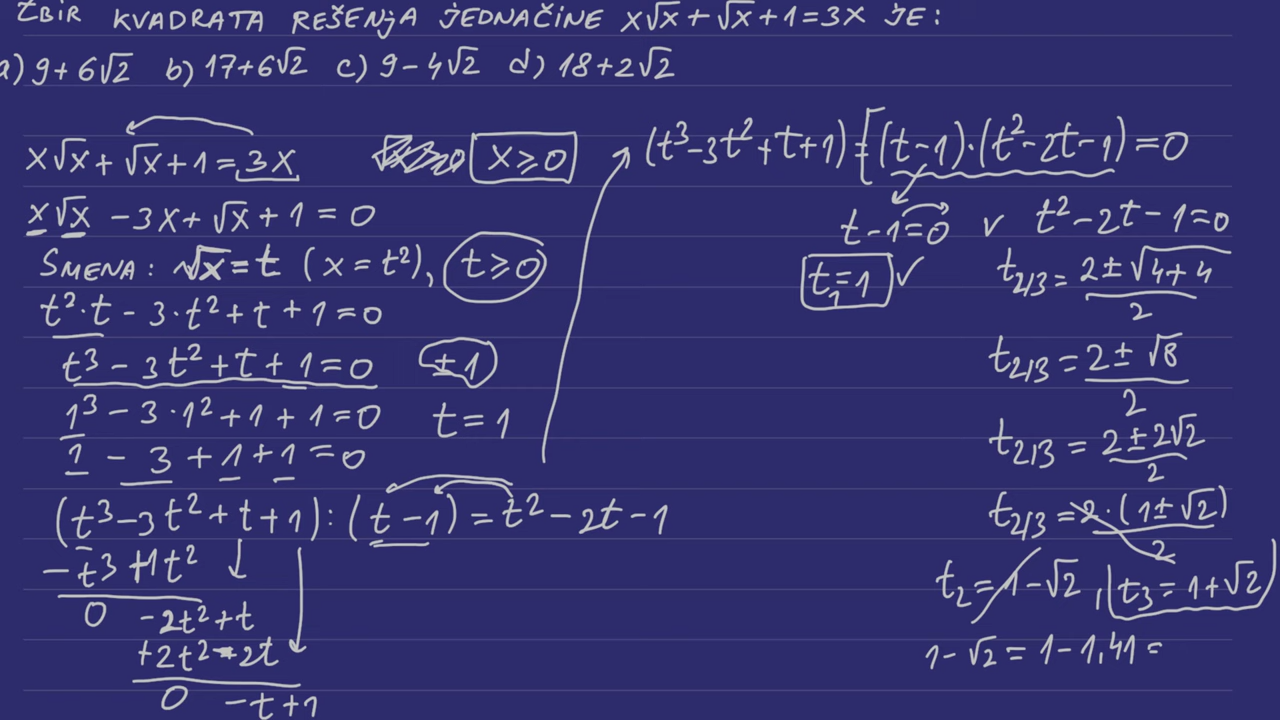 ZBIR KVADRATA REŠENJA JEDNAČINE x√x + √x + 1 = 3x JE:
a) 9+6√2 b) 17+6√2 c) 9-4√2 d) 18+2√2
x√x + √x + 1 = 3x x ≥ 0
x√x - 3x + √x + 1 = 0
SMENA: √x = t (x = t²), t ≥ 0
t²·t - 3·t² + t + 1 = 0
t³ - 3t² + t + 1 = 0 ±1
1³ - 3·1² + 1 + 1 = 0 t = 1
1 - 3 + 1 + 1 = 0
(t³-3t²+t+1):(t-1) = t²-2t-1
-t³+1t²
0 -2t²+t
+2t²-2t
0 -t+1
(t³-3t²+t+1) = [(t-1)·(t²-2t-1) = 0
t-1=0 ∨ t²-2t-1=0
t₁=1 ✓ t₂/₃ = (2±√(4+4))/2
t₂/₃ = (2±√8)/2
t₂/₃ = (2±2√2)/2
t₂/₃ = 2·(1±√2)/2
t₂ = 1-√2, t₃ = 1+√2
1-√2 = 1-1,41 =